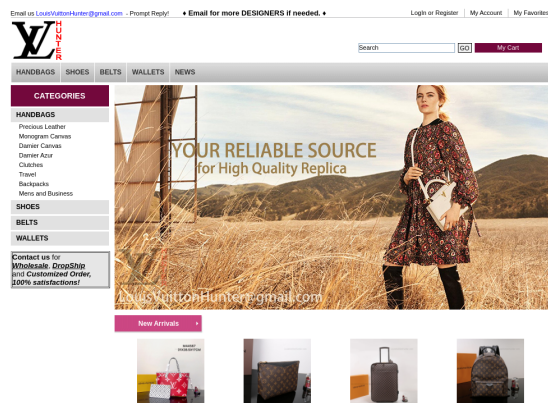 Email us LouisVuittonHunter@gmail.com - Prompt Reply! ♦ Email for more DESIGNERS if needed. ♦ LogIn or Register My Account My Favorites
LV HUNTER
Search GO My Cart
HANDBAGS SHOES BELTS WALLETS NEWS
CATEGORIES
HANDBAGS
Precious Leather
Monogram Canvas
Damier Canvas
Damier Azur
Clutches
Travel
Backpacks
Mens and Business
SHOES
BELTS
WALLETS
Contact us for
Wholesale, DropShip
and Customized Order,
100% satisfactions!
YOUR RELIABLE SOURCE
for High Quality Replica
LouisVuittonHunter@gmail.com
New Arrivals